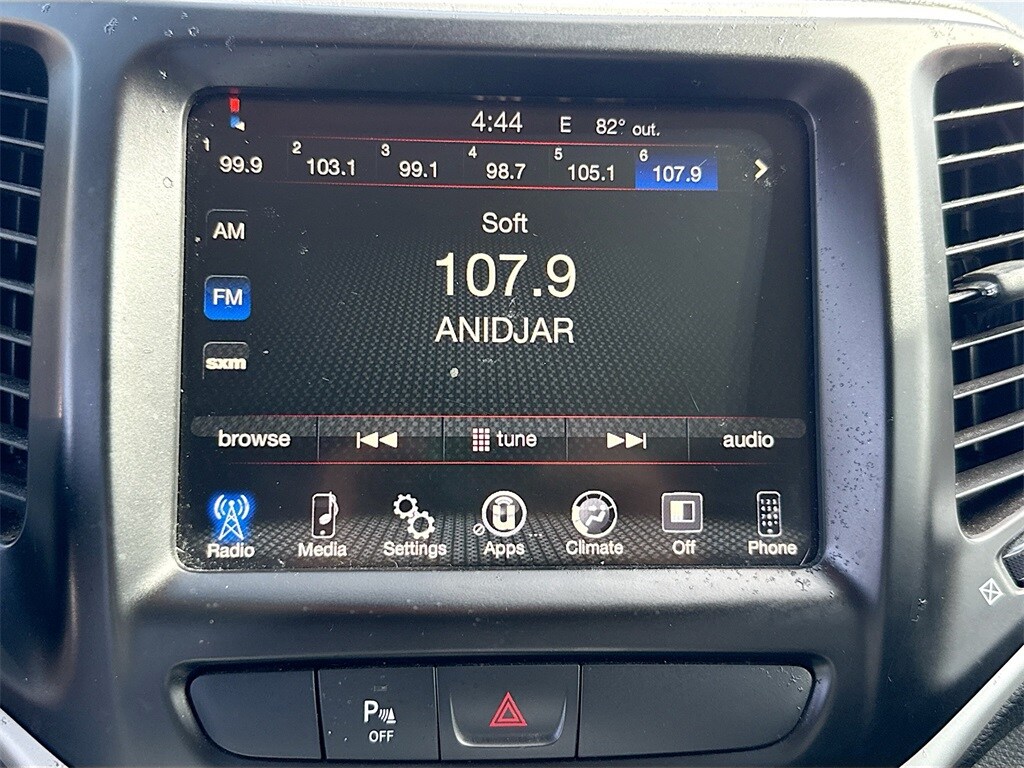 4:44 E 82° out.
1 99.9 2 103.1 3 99.1 4 98.7 5 105.1 6 107.9
AM
Soft
107.9
FM
ANIDJAR
sxm
browse tune audio
Radio Media Settings Apps Climate Off Phone
P
OFF